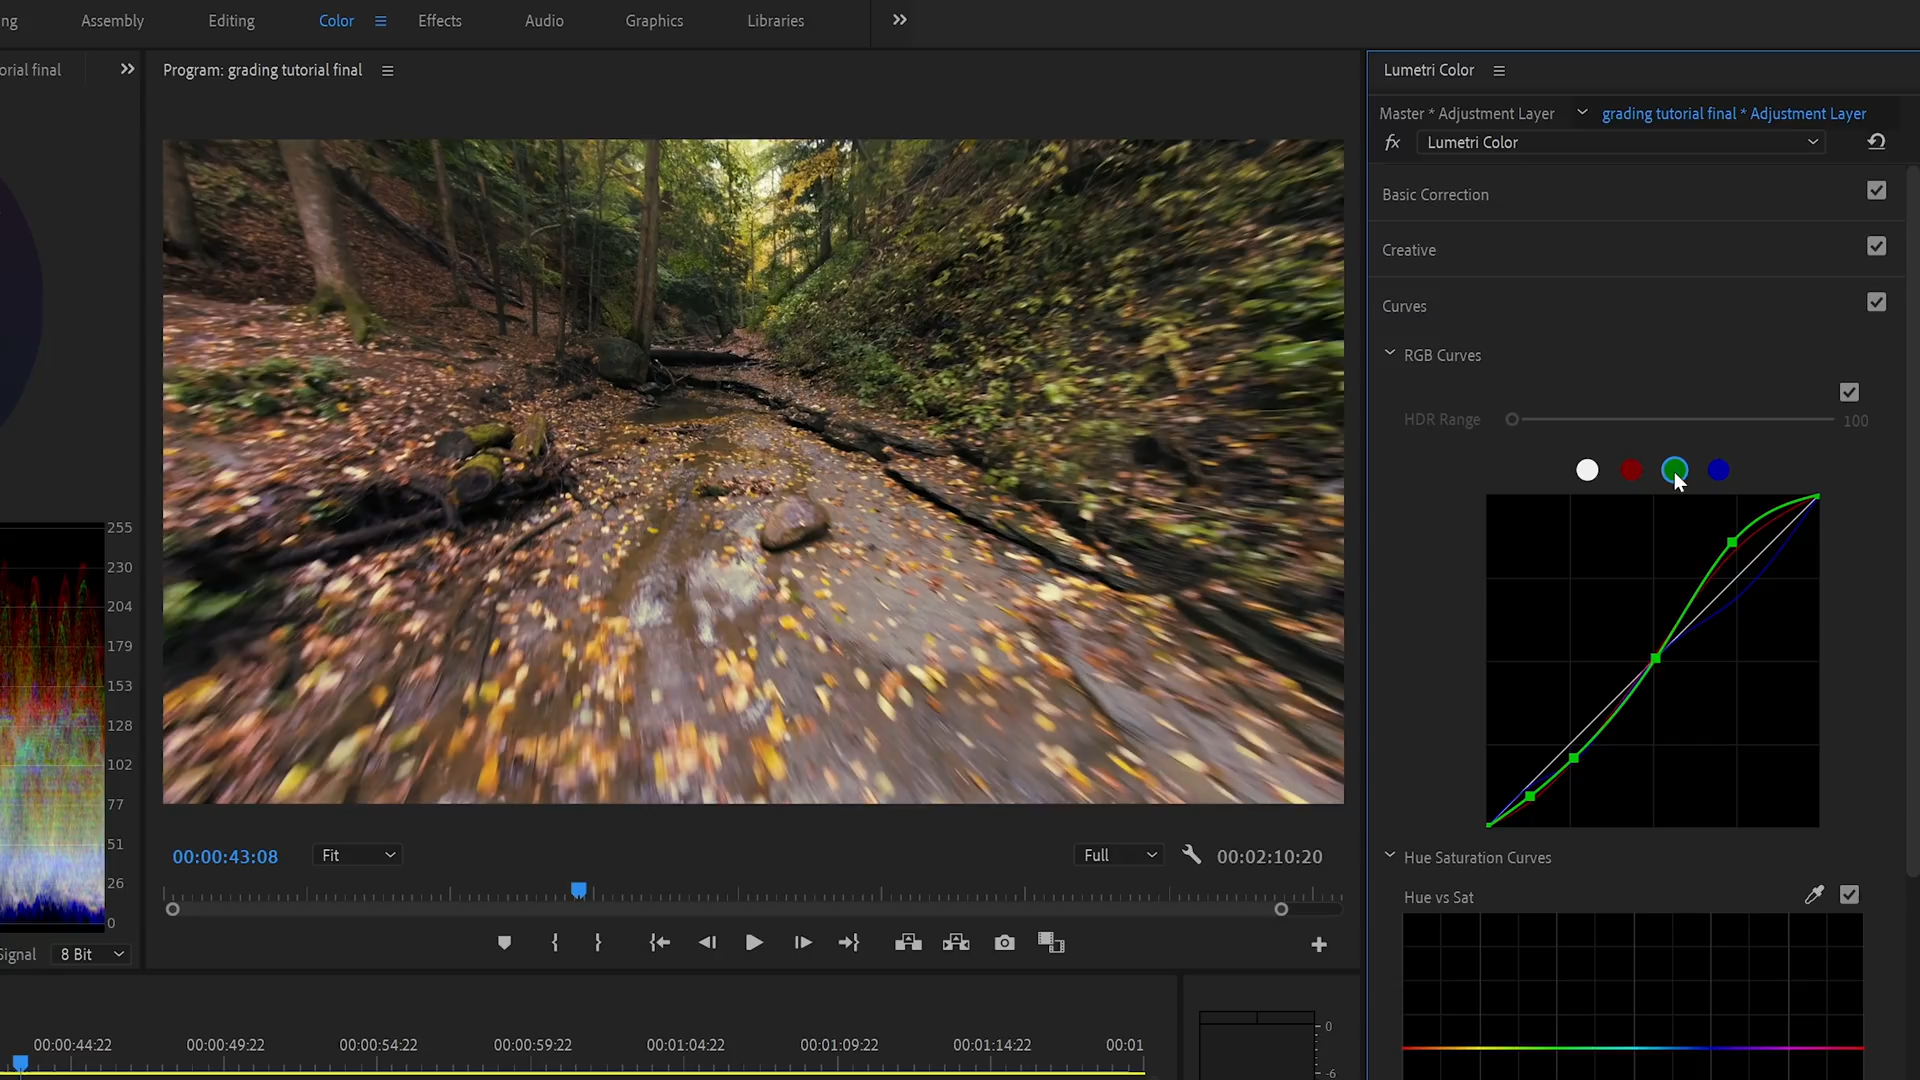 ng Assembly Editing Color Effects Audio Graphics Libraries
orial final
Program: grading tutorial final
Lumetri Color
Master * Adjustment Layer
grading tutorial final * Adjustment Layer
fx Lumetri Color
Basic Correction
Creative
Curves
RGB Curves
HDR Range 100
255
230
204
179
153
128
102
77
51
26
0
Signal 8 Bit
00:00:43:08 Fit Full 00:02:10:20
Hue Saturation Curves
Hue vs Sat
00:00:44:22 00:00:49:22 00:00:54:22 00:00:59:22 00:01:04:22 00:01:09:22 00:01:14:22 00:01
0
-6